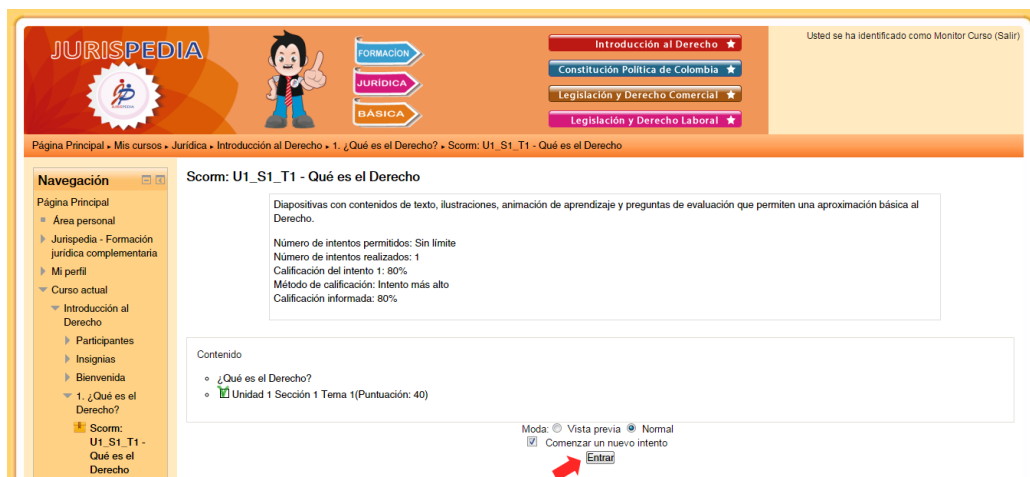 JURISPEDIA
FORMACÍON
JURÍDICA
BÁSICA
Introducción al Derecho
Constitución Política de Colombia
Legislación y Derecho Comercial
Legislación y Derecho Laboral
Usted se ha identificado como Monitor Curso (Salir)
Página Principal ▸ Mis cursos ▸ Jurídica ▸ Introducción al Derecho ▸ 1. ¿Qué es el Derecho? ▸ Scorm: U1_S1_T1 - Qué es el Derecho
Navegación
Página Principal
Área personal
Jurispedia - Formación
jurídica complementaria
Mi perfil
Curso actual
Introducción al
Derecho
Participantes
Insignias
Bienvenida
1. ¿Qué es el
Derecho?
Scorm:
U1_S1_T1 -
Qué es el
Derecho
Scorm: U1_S1_T1 - Qué es el Derecho
Diapositivas con contenidos de texto, ilustraciones, animación de aprendizaje y preguntas de evaluación que permiten una aproximación básica al
Derecho.
Número de intentos permitidos: Sin límite
Número de intentos realizados: 1
Calificación del intento 1: 80%
Método de calificación: Intento más alto
Calificación informada: 80%
Contenido
¿Qué es el Derecho?
Unidad 1 Sección 1 Tema 1(Puntuación: 40)
Moda: Vista previa Normal
Comenzar un nuevo intento
Entrar